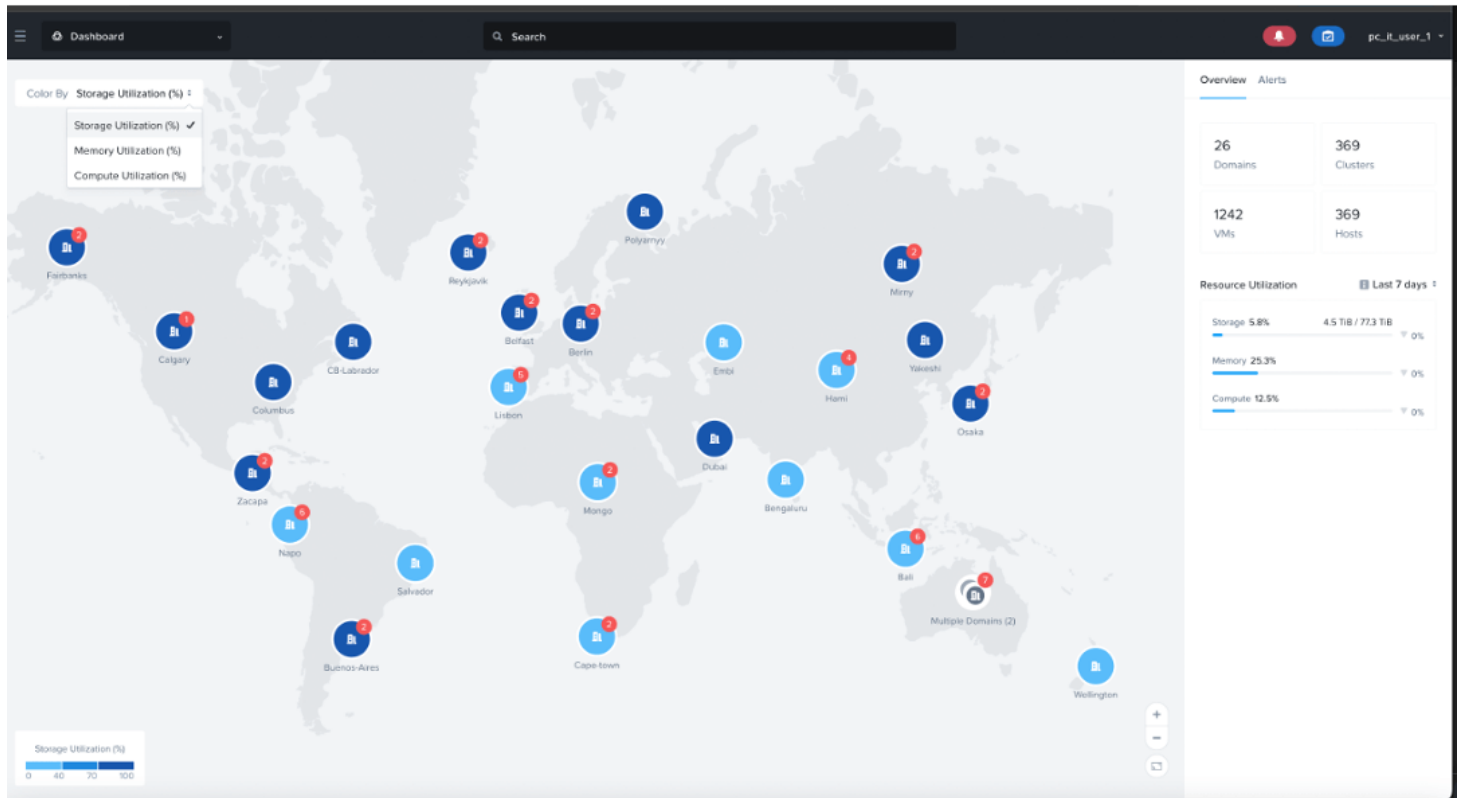 Dashboard
Search
pc_it_user_1
Color By Storage Utilization (%)
Storage Utilization (%)
Memory Utilization (%)
Compute Utilization (%)
Overview Alerts
26
Domains
369
Clusters
1242
VMs
369
Hosts
Resource Utilization Last 7 days
Storage 5.8% 4.5 TiB / 77.3 TiB
0%
Memory 25.3%
0%
Compute 12.5%
0%
Polyarnyy
2
Fairbanks
2
Reykjavik
2
Mirny
2
Belfast
2
Berlin
1
Calgary
CB-Labrador
Embi
Yakeshi
4
Hami
Columbus
5
Lisbon
2
Osaka
Dubai
2
Zacapa
2
Mongo
Bengaluru
6
Napo
6
Bali
Salvador
7
Multiple Domains (2)
2
Buenos-Aires
2
Cape-town
Wellington
Storage Utilization (%)
0 40 70 100